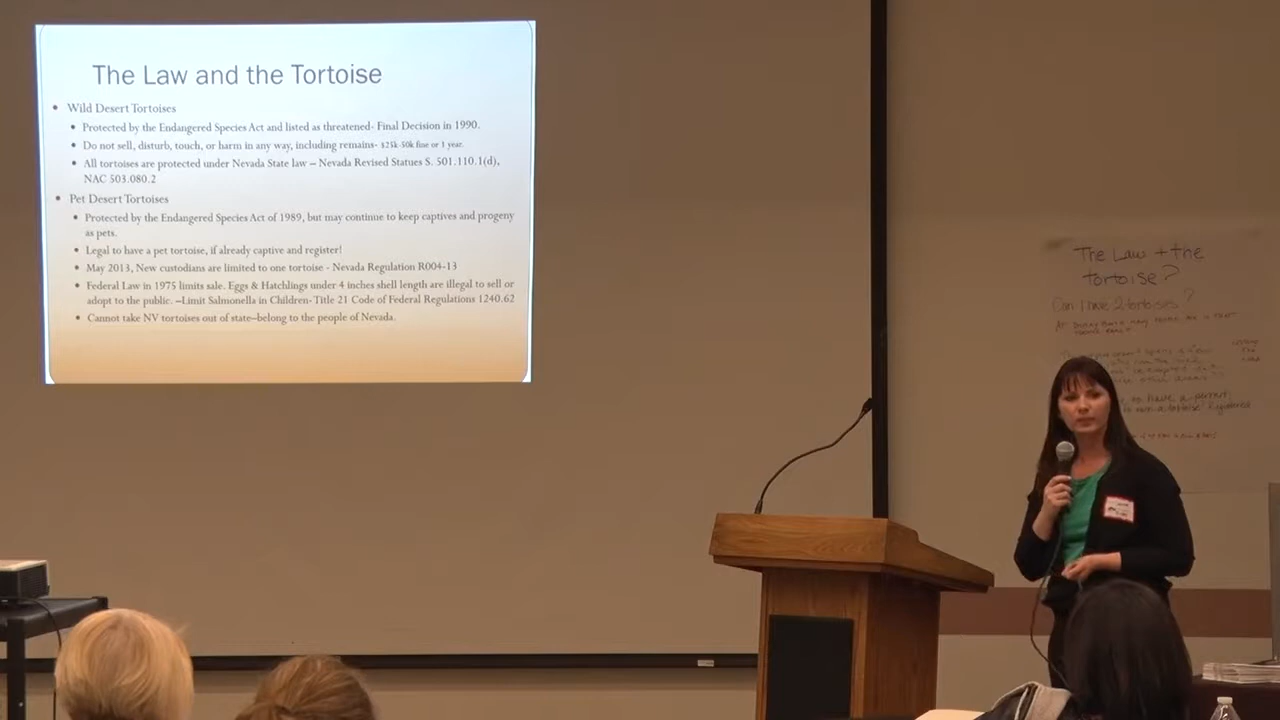 The Law and the Tortoise
• Wild Desert Tortoises
• Protected by the Endangered Species Act and listed as threatened- Final Decision in 1990.
• Do not sell, disturb, touch, or harm in any way, including remains- $25k-50k fine or 1 year.
• All tortoises are protected under Nevada State law – Nevada Revised Statues S. 501.110.1(d),
NAC 503.080.2
• Pet Desert Tortoises
• Protected by the Endangered Species Act of 1989, but may continue to keep captives and progeny
as pets.
• Legal to have a pet tortoise, if already captive and register!
• May 2013, New custodians are limited to one tortoise - Nevada Regulation R004-13
• Federal Law in 1975 limits sale. Eggs & Hatchlings under 4 inches shell length are illegal to sell or
adopt to the public. –Limit Salmonella in Children- Title 21 Code of Federal Regulations 1240.62
• Cannot take NV tortoises out of state–belong to the people of Nevada.
The Law + the
tortoise?
Can I have 2 tortoises?
to have a permit